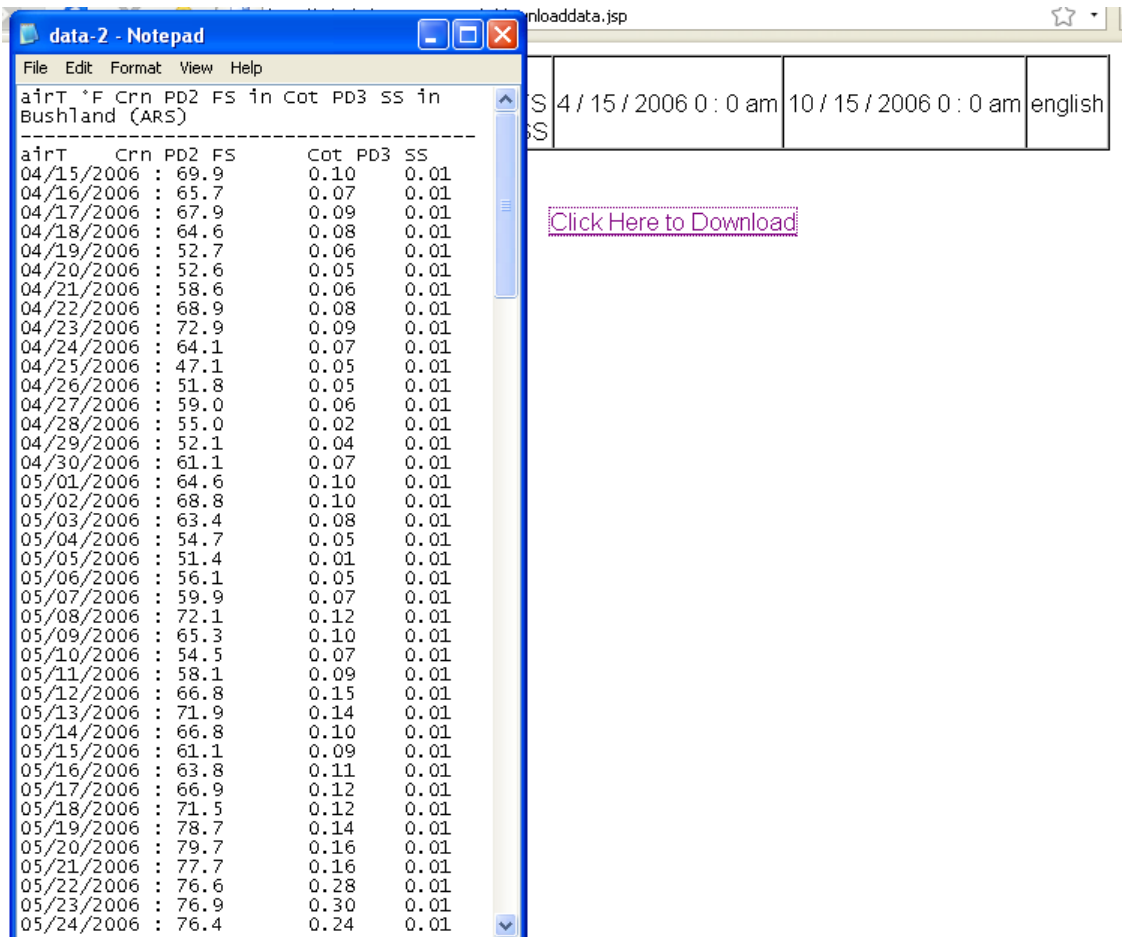 data-2 - Notepad
File Edit Format View Help
airT °F Crn PD2 FS in Cot PD3 SS in
Bushland (ARS)
------------------------------------------
airT Crn PD2 FS Cot PD3 SS
04/15/2006 : 69.9 0.10 0.01
04/16/2006 : 65.7 0.07 0.01
04/17/2006 : 67.9 0.09 0.01
04/18/2006 : 64.6 0.08 0.01
04/19/2006 : 52.7 0.06 0.01
04/20/2006 : 52.6 0.05 0.01
04/21/2006 : 58.6 0.06 0.01
04/22/2006 : 68.9 0.08 0.01
04/23/2006 : 72.9 0.09 0.01
04/24/2006 : 64.1 0.07 0.01
04/25/2006 : 47.1 0.05 0.01
04/26/2006 : 51.8 0.05 0.01
04/27/2006 : 59.0 0.06 0.01
04/28/2006 : 55.0 0.02 0.01
04/29/2006 : 52.1 0.04 0.01
04/30/2006 : 61.1 0.07 0.01
05/01/2006 : 64.6 0.10 0.01
05/02/2006 : 68.8 0.10 0.01
05/03/2006 : 63.4 0.08 0.01
05/04/2006 : 54.7 0.05 0.01
05/05/2006 : 51.4 0.01 0.01
05/06/2006 : 56.1 0.05 0.01
05/07/2006 : 59.9 0.07 0.01
05/08/2006 : 72.1 0.12 0.01
05/09/2006 : 65.3 0.10 0.01
05/10/2006 : 54.5 0.07 0.01
05/11/2006 : 58.1 0.09 0.01
05/12/2006 : 66.8 0.15 0.01
05/13/2006 : 71.9 0.14 0.01
05/14/2006 : 66.8 0.10 0.01
05/15/2006 : 61.1 0.09 0.01
05/16/2006 : 63.8 0.11 0.01
05/17/2006 : 66.9 0.12 0.01
05/18/2006 : 71.5 0.12 0.01
05/19/2006 : 78.7 0.14 0.01
05/20/2006 : 79.7 0.16 0.01
05/21/2006 : 77.7 0.16 0.01
05/22/2006 : 76.6 0.28 0.01
05/23/2006 : 76.9 0.30 0.01
05/24/2006 : 76.4 0.24 0.01
nloaddata.jsp
S 4 / 15 / 2006 0 : 0 am 10 / 15 / 2006 0 : 0 am english
SS
Click Here to Download